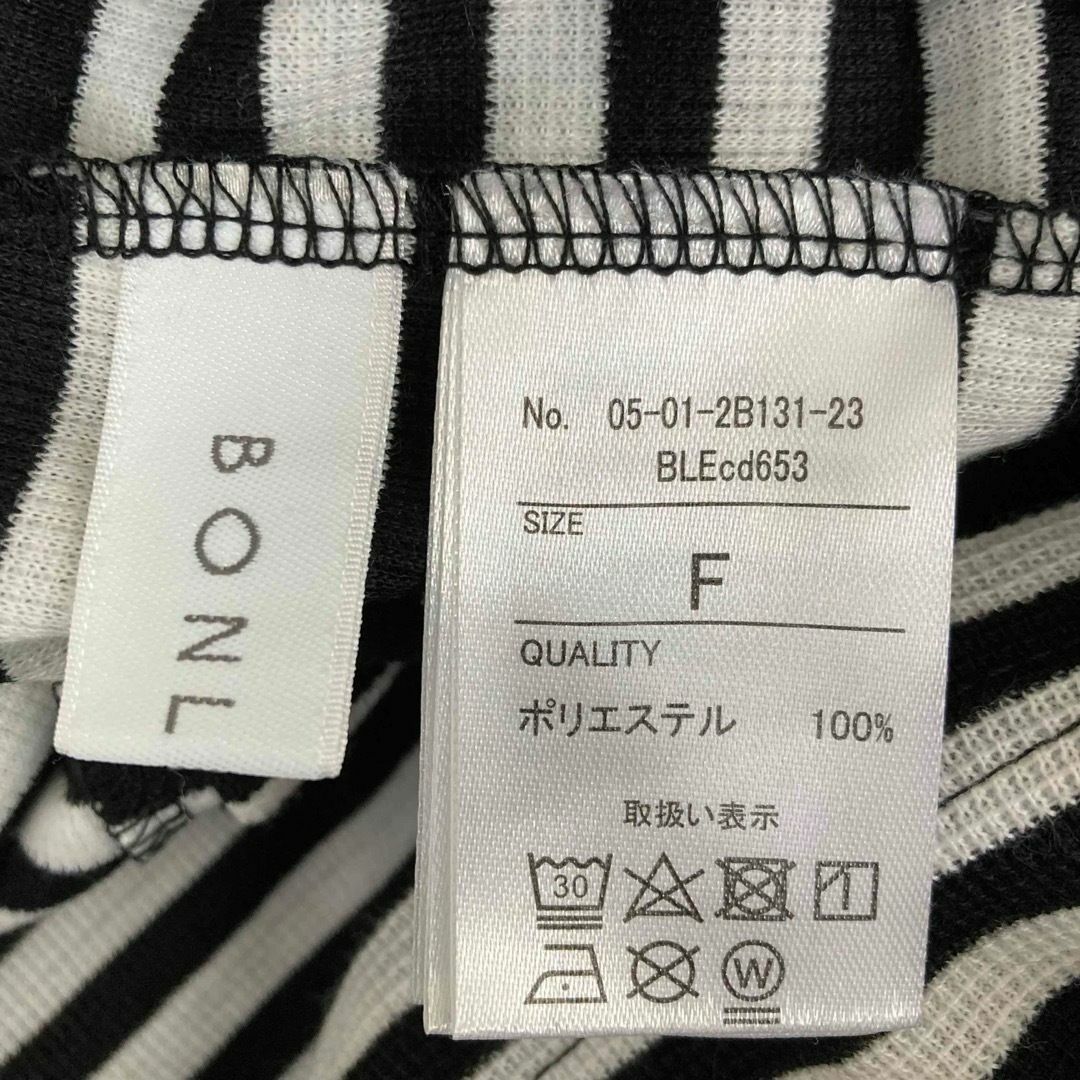 BONL
No. 05-01-2B131-23
BLEcd653
SIZE
F
QUALITY
ポリエステル 100%
取扱い表示
30
W